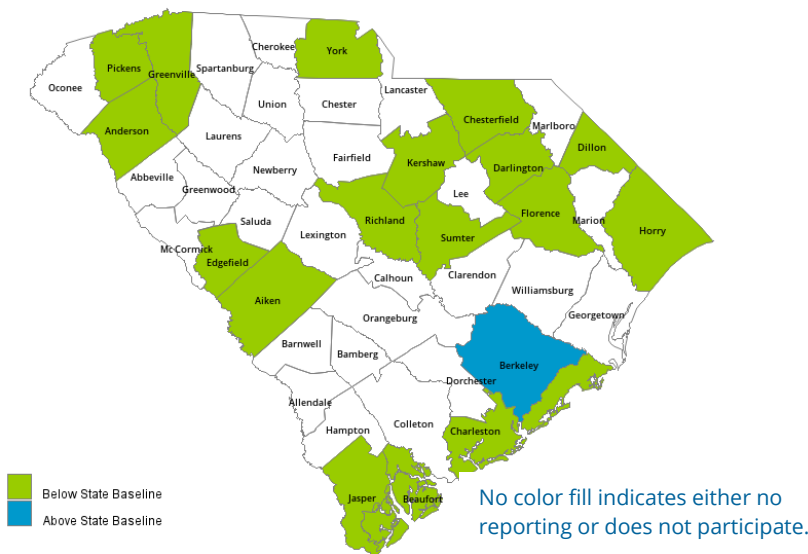 Cherokee
York
Pickens
Greenville
Spartanburg
Oconee
Union
Chester
Lancaster
Anderson
Laurens
Chesterfield
Marlboro
Dillon
Fairfield
Kershaw
Darlington
Abbeville
Newberry
Greenwood
Lee
Saluda
Richland
Florence
Marion
Lexington
Sumter
Horry
Mc Cormick
Edgefield
Calhoun
Clarendon
Aiken
Williamsburg
Orangeburg
Georgetown
Barnwell
Bamberg
Berkeley
Dorchester
Allendale
Colleton
Hampton
Charleston
Jasper
Beaufort
Below State Baseline
Above State Baseline
No color fill indicates either no
reporting or does not participate.